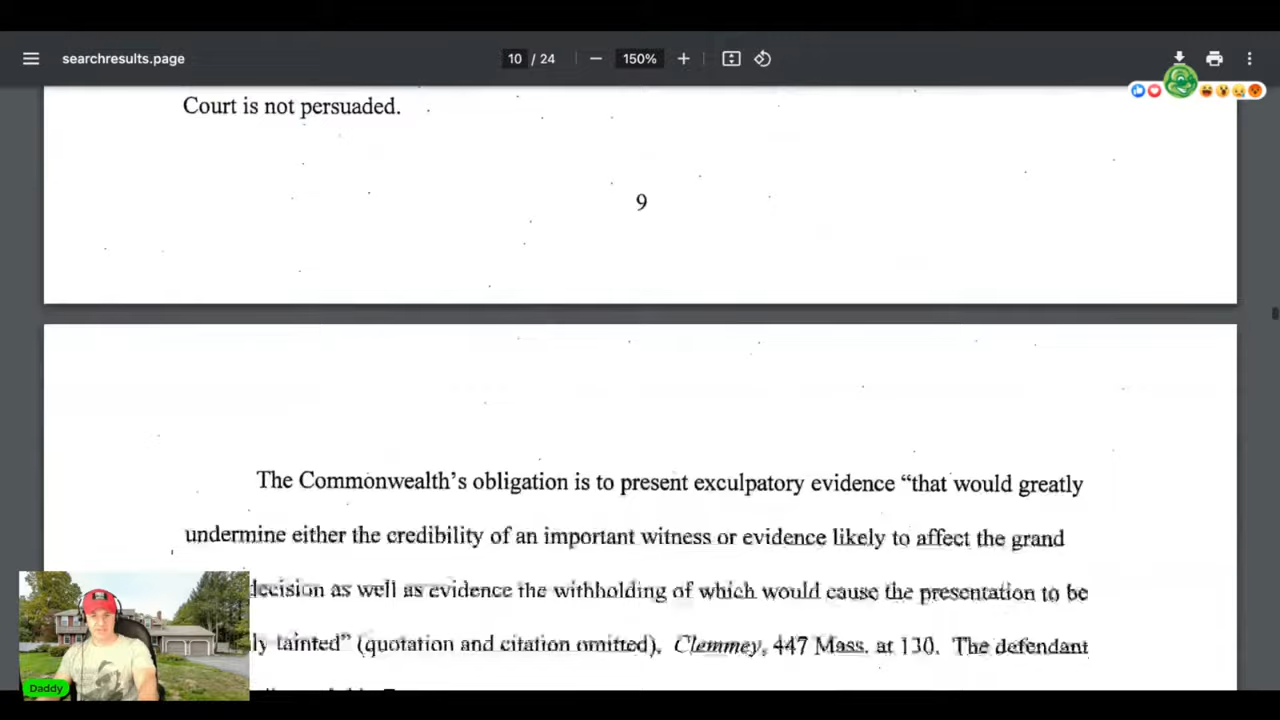 searchresults.page
10 / 24
150%
Court is not persuaded.
9
The Commonwealth's obligation is to present exculpatory evidence “that would greatly
undermine either the credibility of an important witness or evidence likely to affect the grand
decision as well as evidence the withholding of which would cause the presentation to be
ly tainted” (quotation and citation omitted). Clemmey, 447 Mass. at 130. The defendant
Daddy